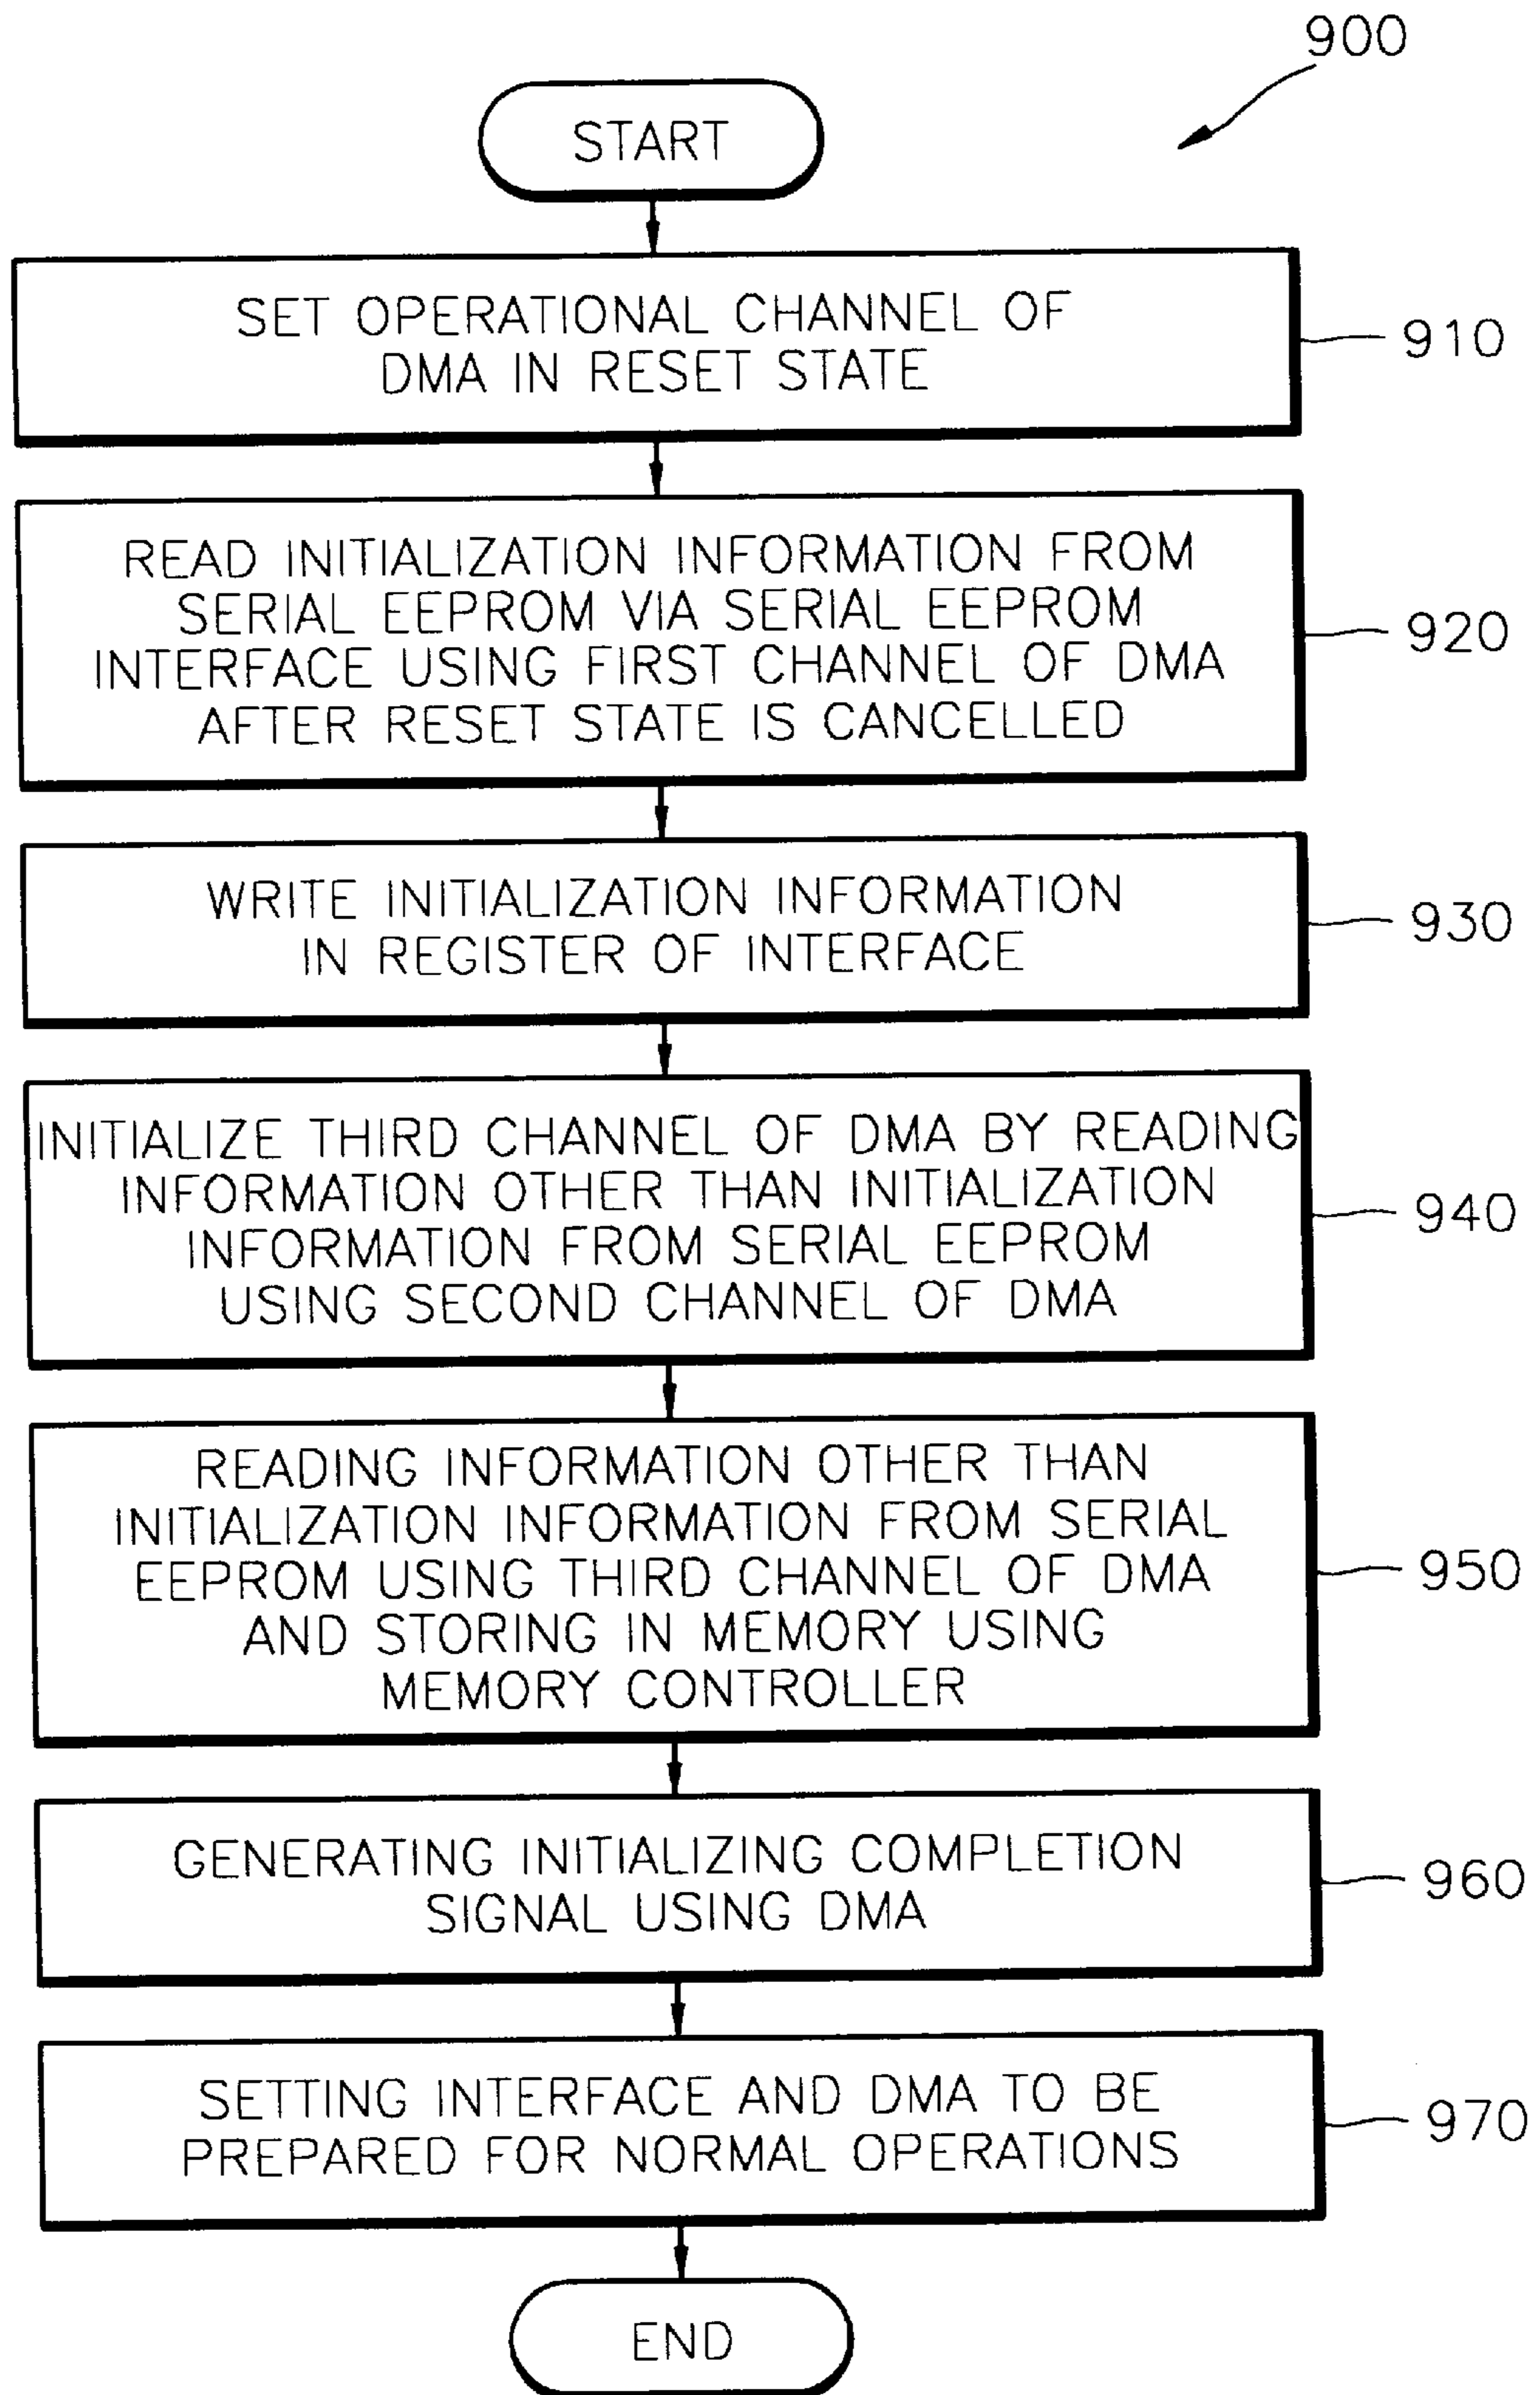 900
START
SET OPERATIONAL CHANNEL OF
DMA IN RESET STATE
910
READ INITIALIZATION INFORMATION FROM
SERIAL EEPROM VIA SERIAL EEPROM
INTERFACE USING FIRST CHANNEL OF DMA
AFTER RESET STATE IS CANCELLED
920
WRITE INITIALIZATION INFORMATION
IN REGISTER OF INTERFACE
930
INITIALIZE THIRD CHANNEL OF DMA BY READING
INFORMATION OTHER THAN INITIALIZATION
INFORMATION FROM SERIAL EEPROM
USING SECOND CHANNEL OF DMA
940
READING INFORMATION OTHER THAN
INITIALIZATION INFORMATION FROM SERIAL
EEPROM USING THIRD CHANNEL OF DMA
AND STORING IN MEMORY USING
MEMORY CONTROLLER
950
GENERATING INITIALIZING COMPLETION
SIGNAL USING DMA
960
SETTING INTERFACE AND DMA TO BE
PREPARED FOR NORMAL OPERATIONS
970
END